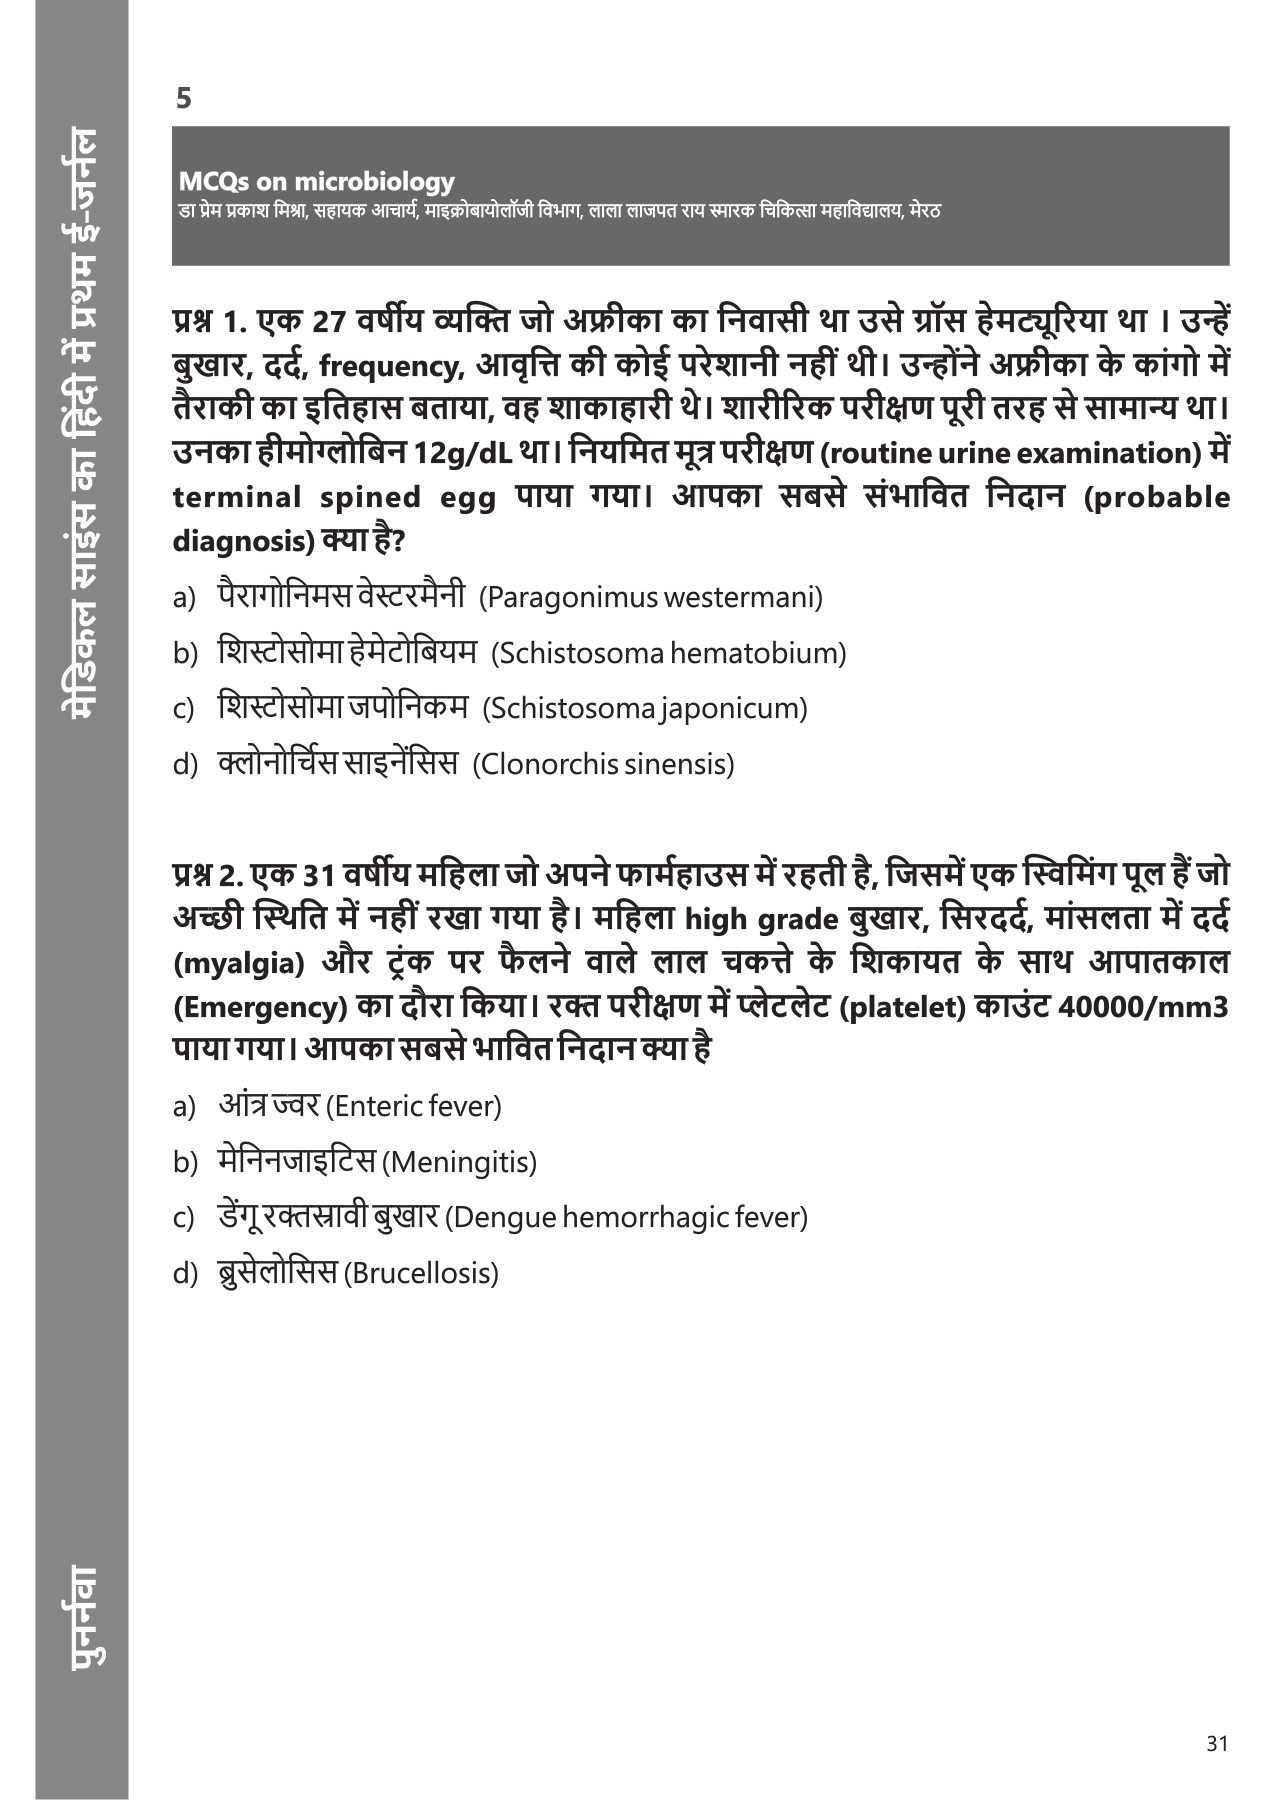 मेडिकल साइंस का हिंदी में प्रथम ई-जर्नल
पुनर्नवा
5
MCQs on microbiology
डा प्रेम प्रकाश मिश्रा, सहायक आचार्य, माइक्रोबायोलॉजी विभाग, लाला लाजपत राय स्मारक चिकित्सा महाविद्यालय, मेरठ
प्रश्न 1. एक 27 वर्षीय व्यक्ति जो अफ्रीका का निवासी था उसे ग्रॉस हेमट्यूरिया था । उन्हें
बुखार, दर्द, frequency, आवृत्ति की कोई परेशानी नहीं थी। उन्होंने अफ्रीका के कांगो में
तैराकी का इतिहास बताया, वह शाकाहारी थे। शारीरिक परीक्षण पूरी तरह से सामान्य था।
उनका हीमोग्लोबिन 12g/dL था। नियमित मूत्र परीक्षण (routine urine examination) में
terminal spined egg पाया गया। आपका सबसे संभावित निदान (probable
diagnosis) क्या है?
a) पैरागोनिमस वेस्टरमैनी (Paragonimus westermani)
b) शिस्टोसोमा हेमेटोबियम (Schistosoma hematobium)
c) शिस्टोसोमा जपोनिकम (Schistosoma japonicum)
d) क्लोनोर्चिस साइनेंसिस (Clonorchis sinensis)
प्रश्न 2. एक 31 वर्षीय महिला जो अपने फार्महाउस में रहती है, जिसमें एक स्विमिंग पूल हैं जो
अच्छी स्थिति में नहीं रखा गया है। महिला high grade बुखार, सिरदर्द, मांसलता में दर्द
(myalgia) और ट्रंक पर फैलने वाले लाल चकत्ते के शिकायत के साथ आपातकाल
(Emergency) का दौरा किया। रक्त परीक्षण में प्लेटलेट (platelet) काउंट 40000/mm3
पाया गया। आपका सबसे भावित निदान क्या है
a) आंत्र ज्वर (Enteric fever)
b) मेनिनजाइटिस (Meningitis)
c) डेंगू रक्तस्रावी बुखार (Dengue hemorrhagic fever)
d) ब्रुसेलोसिस (Brucellosis)
31